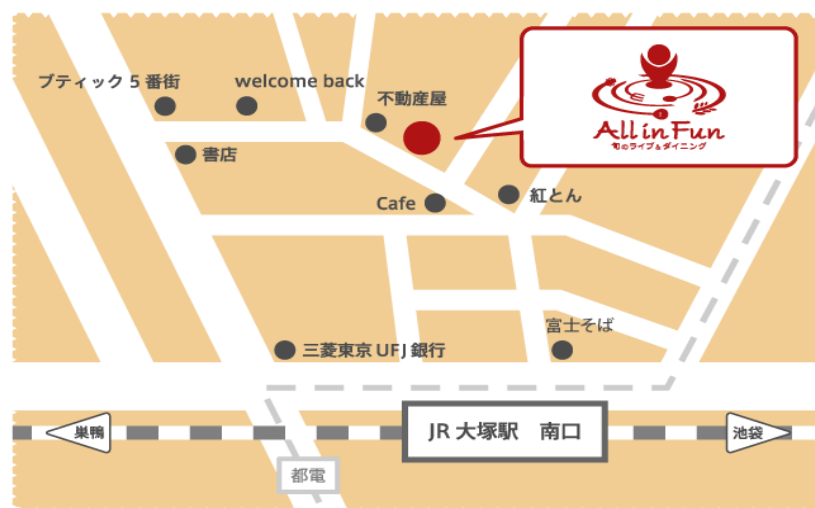 ブティック 5 番街
welcome back
不動産屋
All in Fun
旬のライブ&ダイニング
書店
Cafe
紅とん
富士そば
三菱東京 UFJ 銀行
巣鴨
JR 大塚駅　南口
池袋
都電